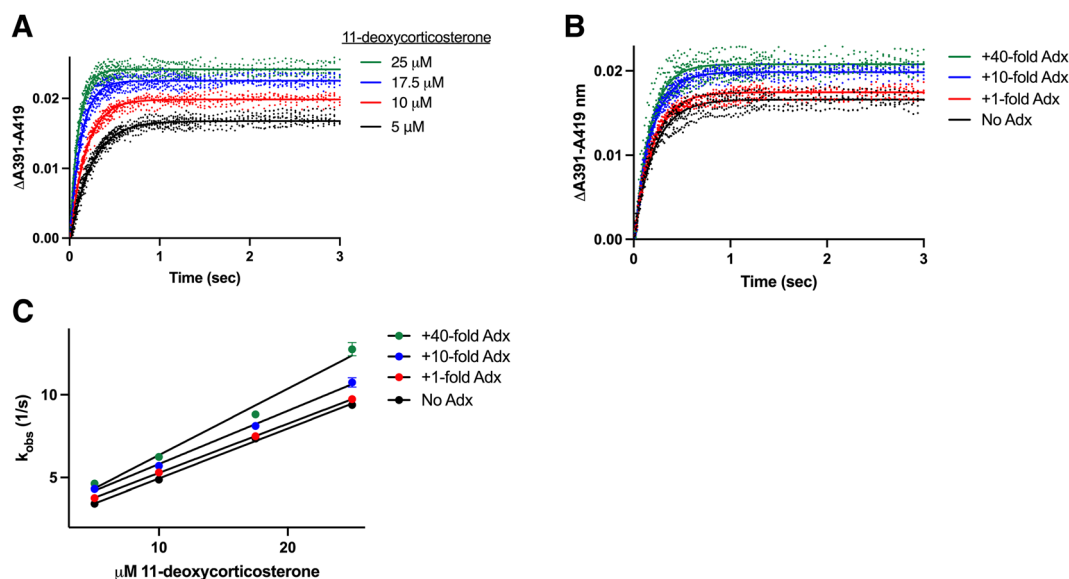 A
11-deoxycorticosterone
25 μM
17.5 μM
10 μM
5 μM
ΔA391-A419
0.02
0.01
0.00
0
1
2
3
Time (sec)
B
+40-fold Adx
+10-fold Adx
+1-fold Adx
No Adx
ΔA391-A419 nm
0.02
0.01
0.00
0
1
2
3
Time (sec)
C
+40-fold Adx
+10-fold Adx
+1-fold Adx
No Adx
kobs (1/s)
10
5
10
20
μM 11-deoxycorticosterone